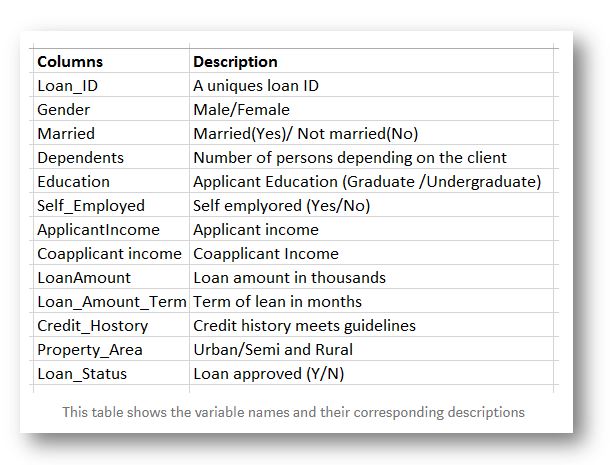 Columns Description
Loan_ID A uniques loan ID
Gender Male/Female
Married Married(Yes)/ Not married(No)
Dependents Number of persons depending on the client
Education Applicant Education (Graduate /Undergraduate)
Self_Employed Self emplyored (Yes/No)
ApplicantIncome Applicant income
Coapplicant income Coapplicant Income
LoanAmount Loan amount in thousands
Loan_Amount_Term Term of lean in months
Credit_Hostory Credit history meets guidelines
Property_Area Urban/Semi and Rural
Loan_Status Loan approved (Y/N)
This table shows the variable names and their corresponding descriptions